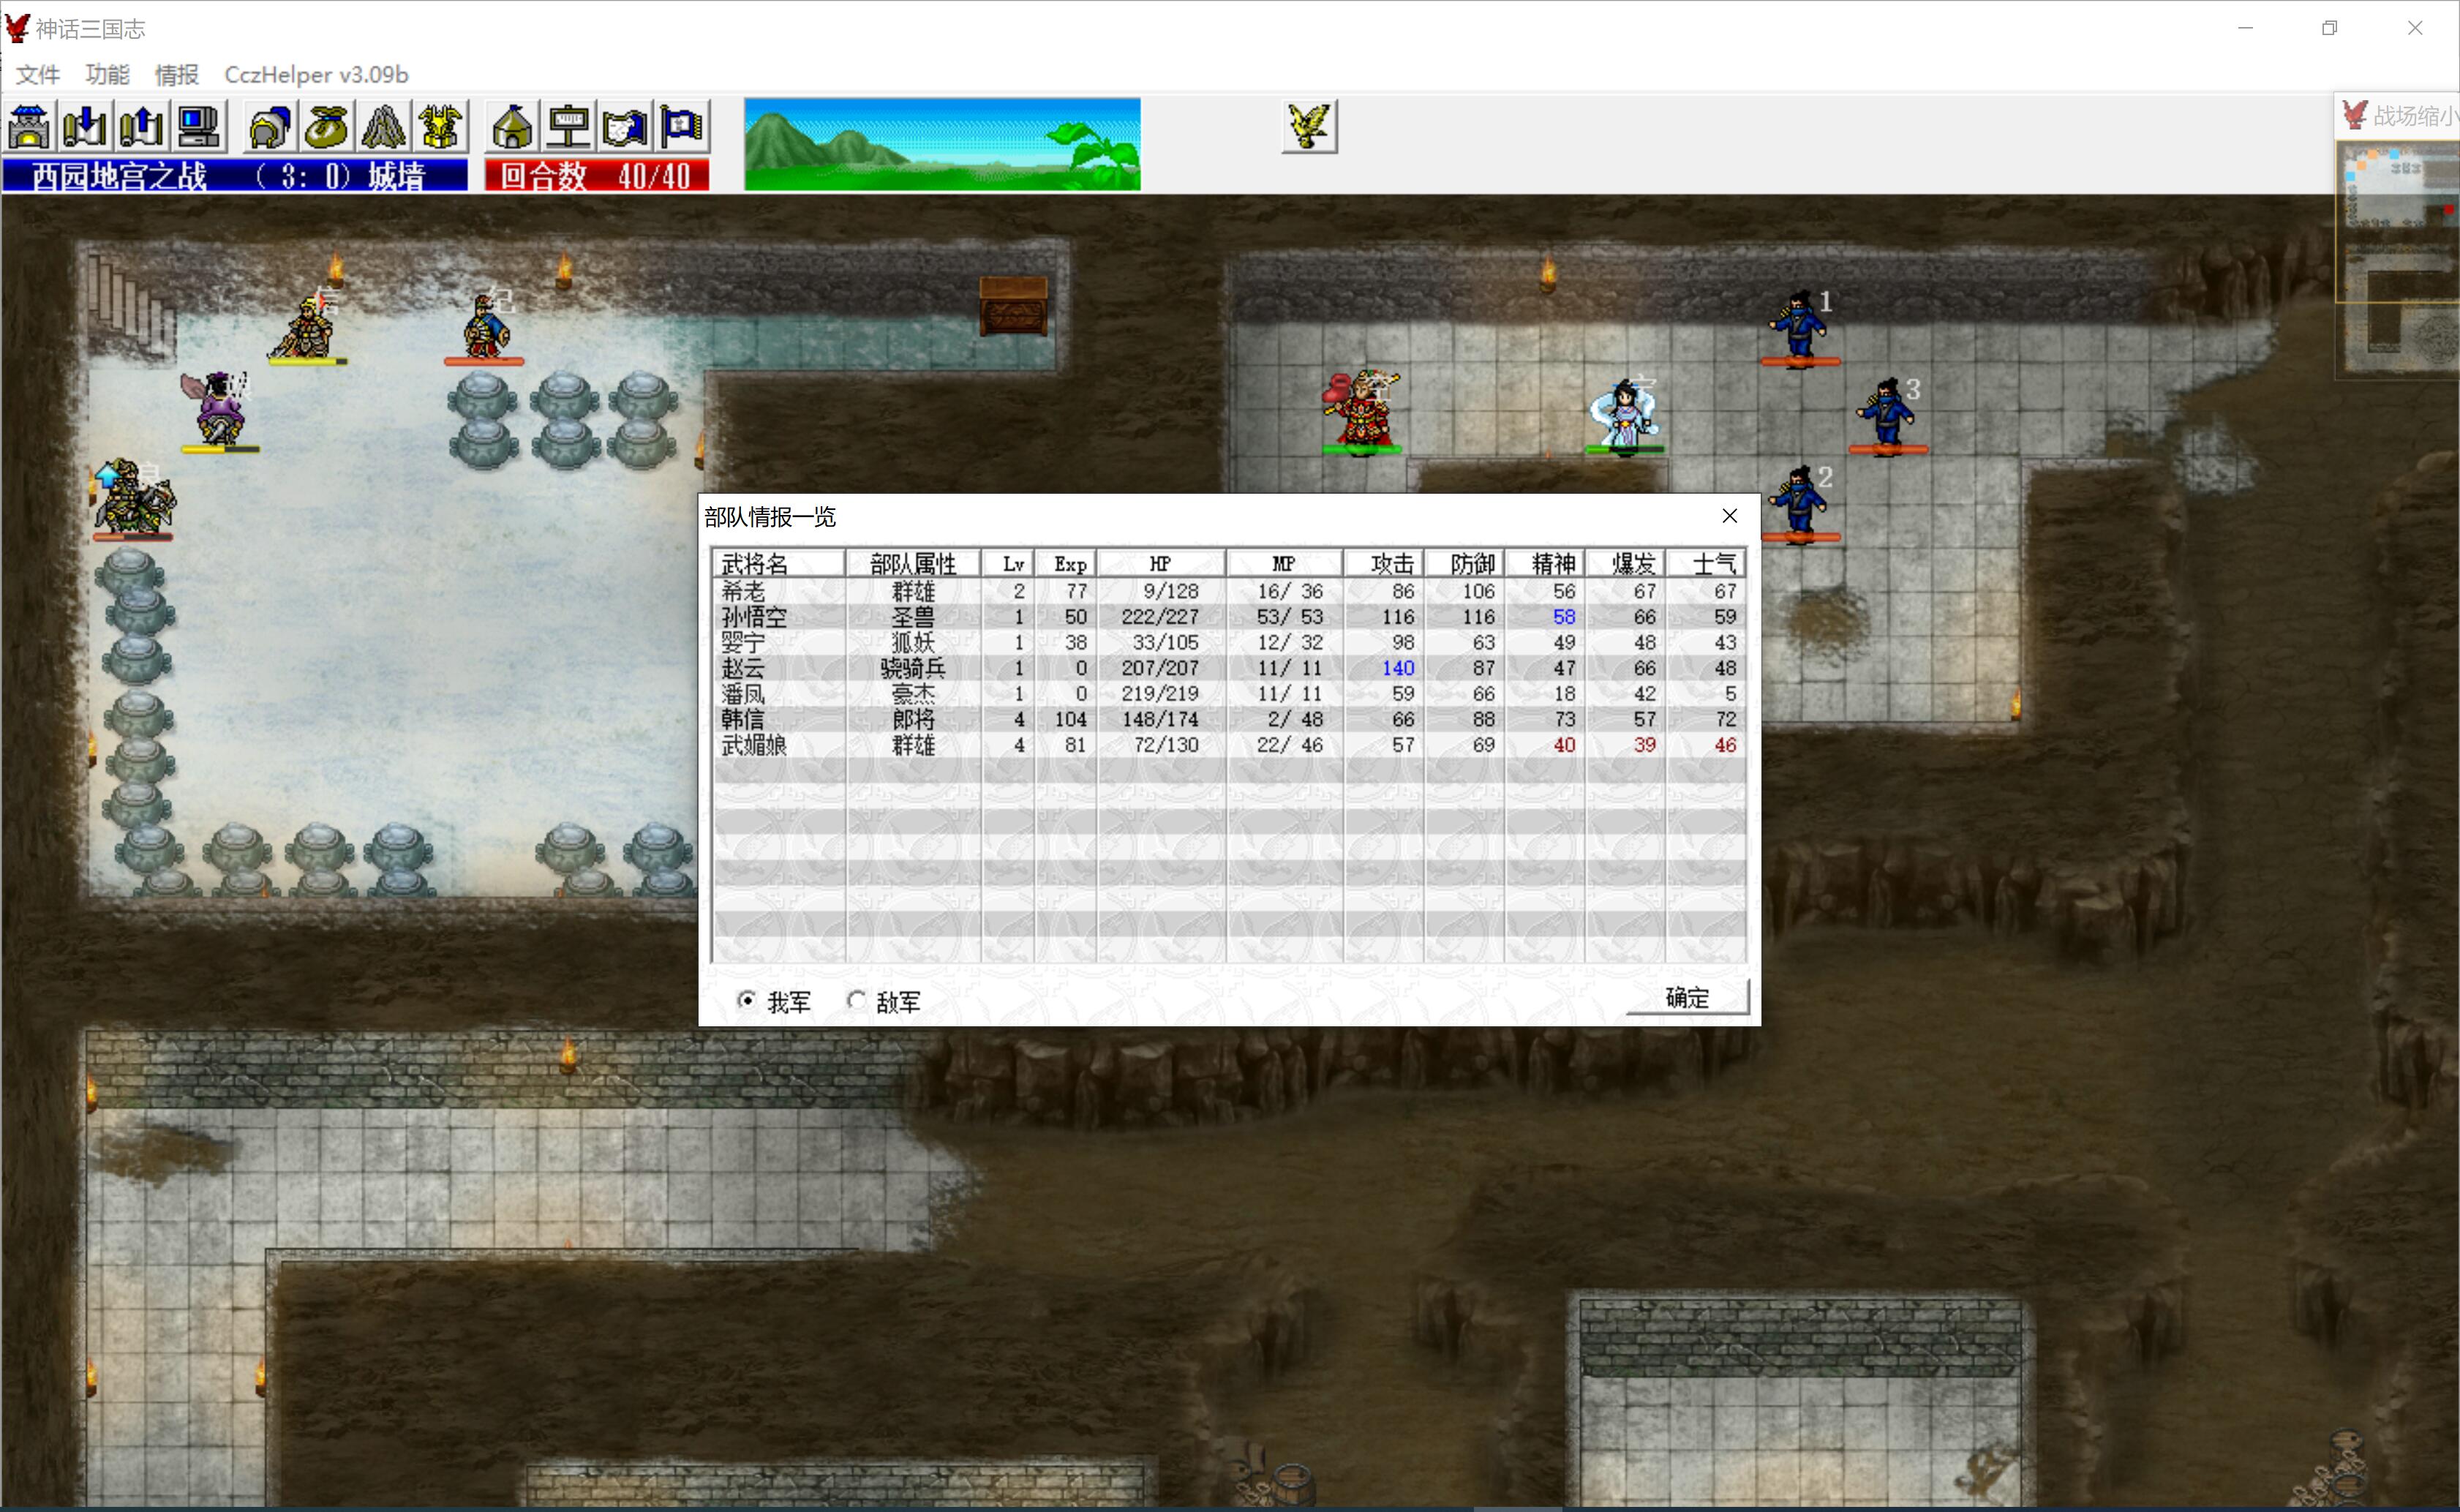 神话三国志
文件 功能 情报 CczHelper v3.09b
战场缩小
西园地宫之战 (3: 0) 城墙
回合数 40/40
信
纪
1
3
宁
2
部队情报一览
武将名 部队属性 Lv Exp HP MP 攻击 防御 精神 爆发 士气
希老 群雄 2 77 9/128 16/ 36 86 106 56 67 67
孙悟空 圣兽 1 50 222/227 53/ 53 116 116 58 66 59
婴宁 狐妖 1 38 33/105 12/ 32 98 63 49 48 43
赵云 骁骑兵 1 0 207/207 11/ 11 140 87 47 66 48
潘凤 豪杰 1 0 219/219 11/ 11 59 66 18 42 5
韩信 郎将 4 104 148/174 2/ 48 66 88 73 57 72
武媚娘 群雄 4 81 72/130 22/ 46 57 69 40 39 46
我军 敌军 确定